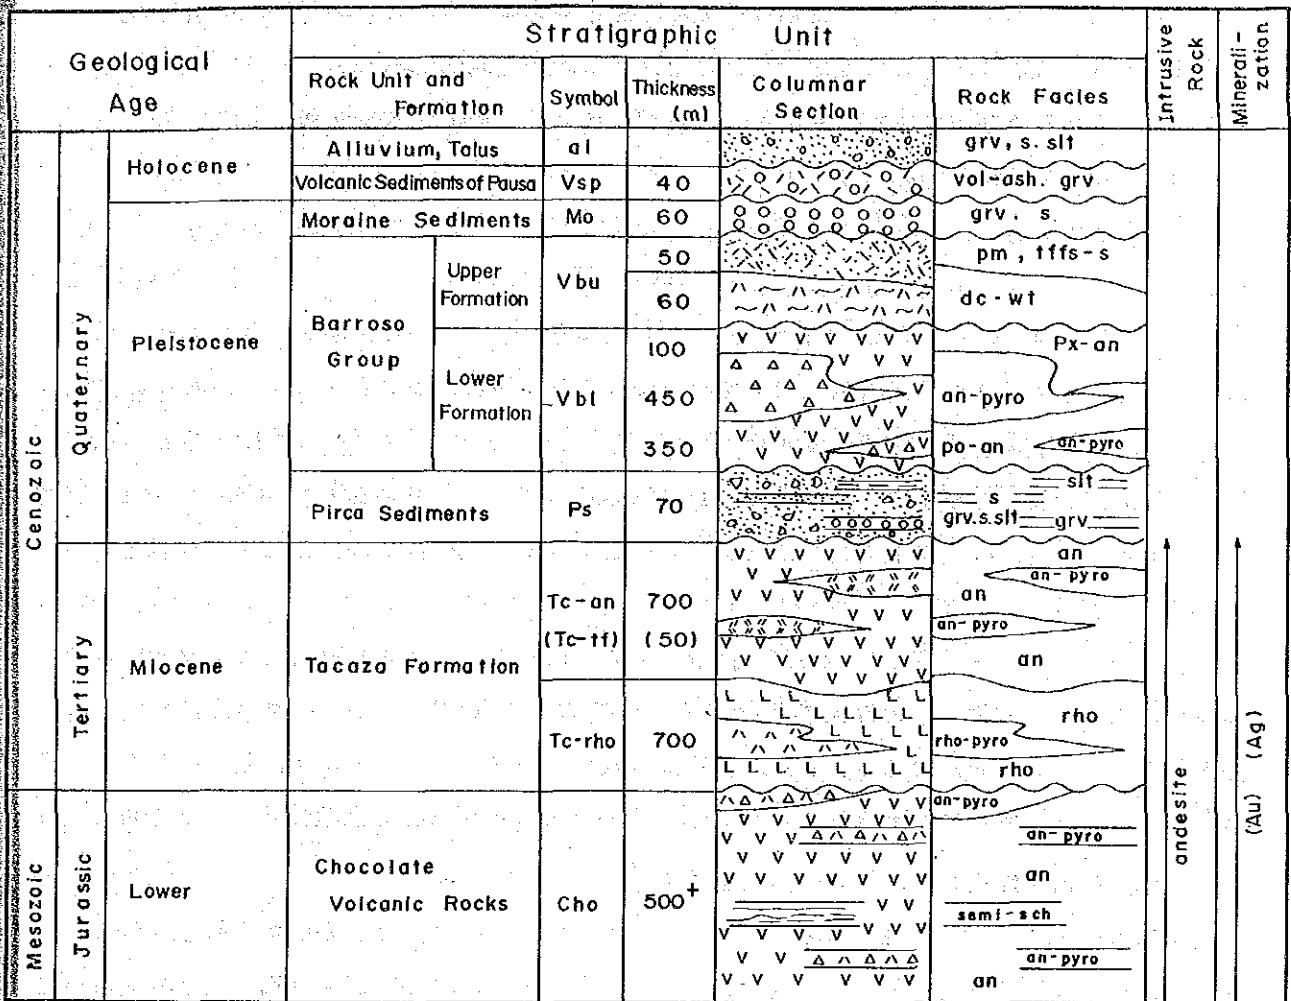 Stratigraphic Unit
Geological
Age
Rock Unit and
Formation
Symbol
Thickness
(m)
Columnar
Section
Rock Facies
Intrusive
Rock
Minerali-
zation
Cenozoic
Quaternary
Holocene
Alluvium, Talus
al
grv, s. slt
Volcanic Sediments of Pausa
Vsp
40
vol-ash. grv
Pleistocene
Moraine Sediments
Mo
60
grv. s
Barroso
Group
Upper
Formation
Vbu
50
pm, tffs-s
60
dc-wt
Lower
Formation
Vbl
100
Px-an
450
an-pyro
350
po-an
an-pyro
Pirca Sediments
Ps
70
slt
s
grv.s.slt
grv
Tertiary
Miocene
Tacaza Formation
Tc-an
(Tc-tf)
700
(50)
an
an-pyro
an
an-pyro
an
Tc-rho
700
rho
rho-pyro
rho
Mesozoic
Jurassic
Lower
Chocolate
Volcanic Rocks
Cho
500+
an-pyro
an-pyro
an
semi-sch
an-pyro
an
andesite
(Au) (Ag)